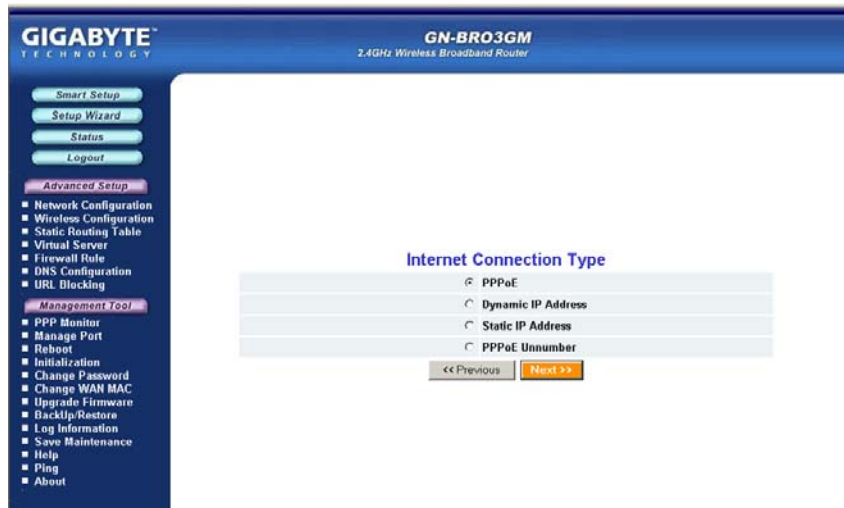 GIGABYTE™
TECHNOLOGY
GN-BR03GM
2.4GHz Wireless Broadband Router
Smart Setup
Setup Wizard
Status
Logout
Advanced Setup
Network Configuration
Wireless Configuration
Static Routing Table
Virtual Server
Firewall Rule
DNS Configuration
URL Blocking
Management Tool
PPP Monitor
Manage Port
Reboot
Initialization
Change Password
Change WAN MAC
Upgrade Firmware
BackUp/Restore
Log Information
Save Maintenance
Help
Ping
About
Internet Connection Type
PPPoE
Dynamic IP Address
Static IP Address
PPPoE Unnumber
<< Previous
Next >>